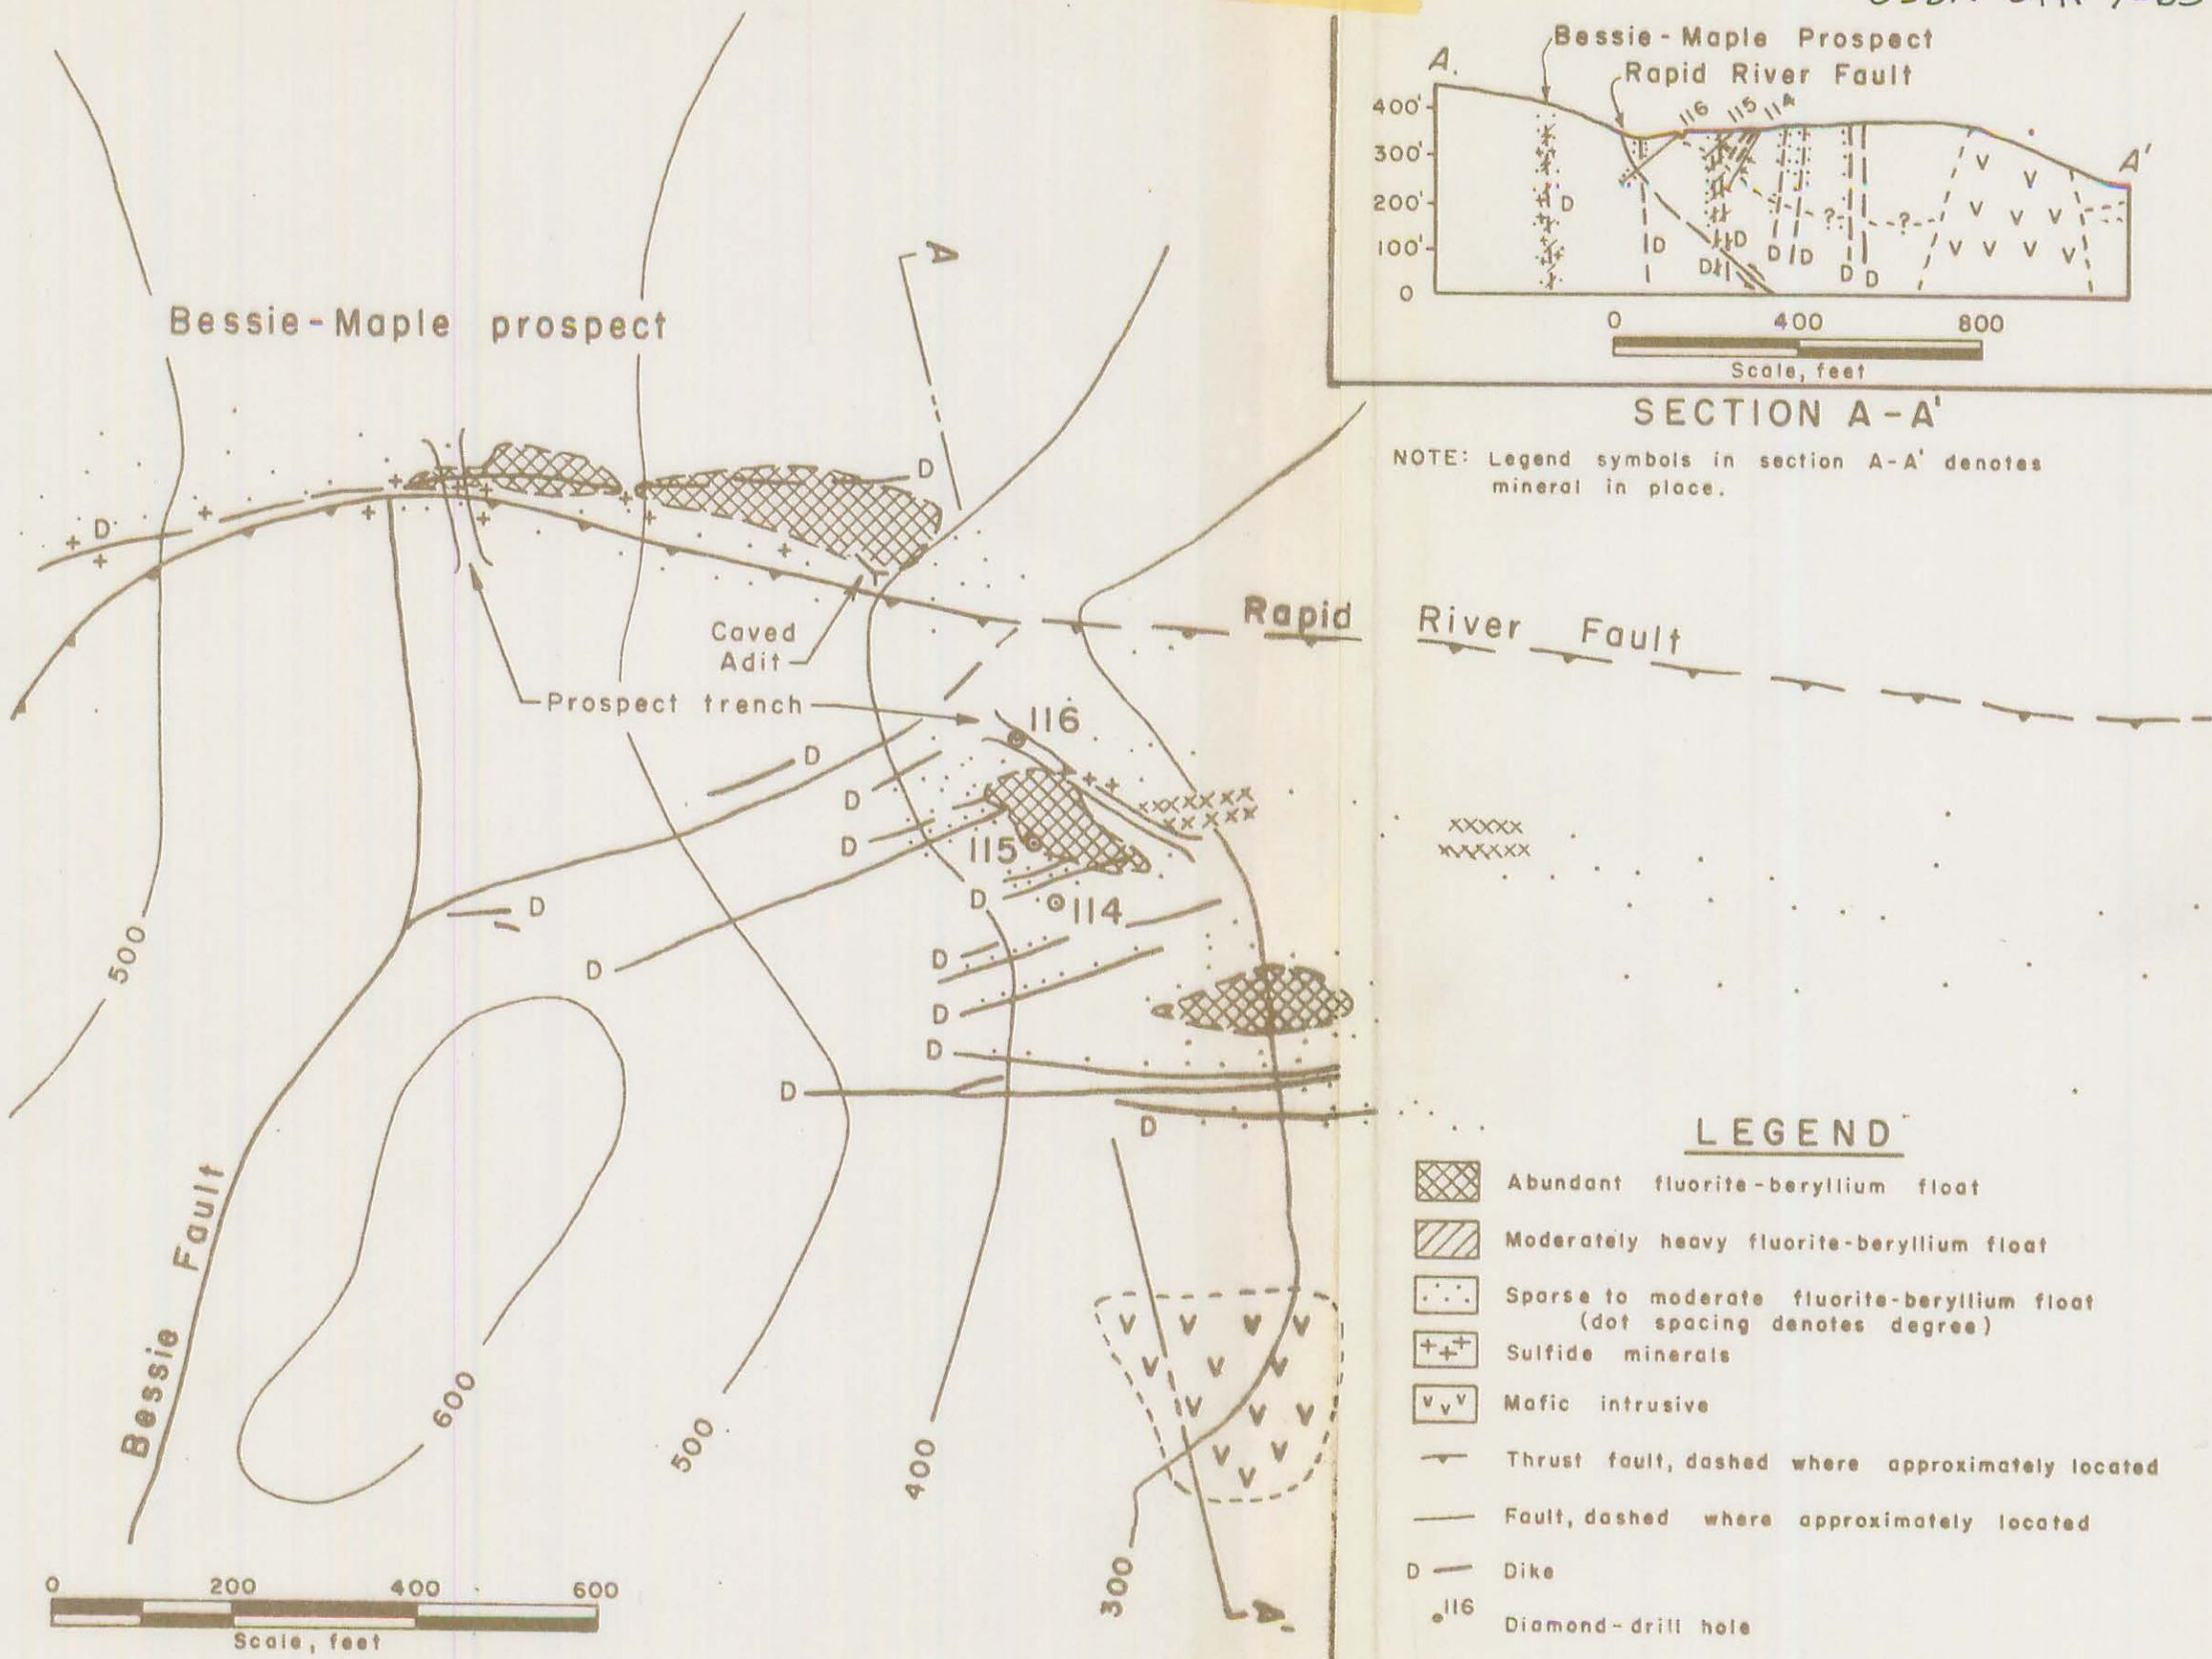 Bessie-Maple Prospect
Rapid River Fault
A.
116
115
114
A'
400'
300'
200'
100'
0
D
D
D
D
D
D
D
D
?
?
0 400 800
Scale, feet
SECTION A-A'
NOTE: Legend symbols in section A-A' denotes
mineral in place.
Bessie-Maple prospect
A
D
D
Caved
Adit
Rapid River Fault
Prospect trench
116
D
D
D
115
D
114
D
D
D
D
D
D
D
500
Bessie Fault
600
500
400
300
A'
0 200 400 600
Scale, feet
LEGEND
Abundant fluorite-beryllium float
Moderately heavy fluorite-beryllium float
Sparse to moderate fluorite-beryllium float
(dot spacing denotes degree)
Sulfide minerals
Mafic intrusive
Thrust fault, dashed where approximately located
Fault, dashed where approximately located
D Dike
116 Diamond-drill hole